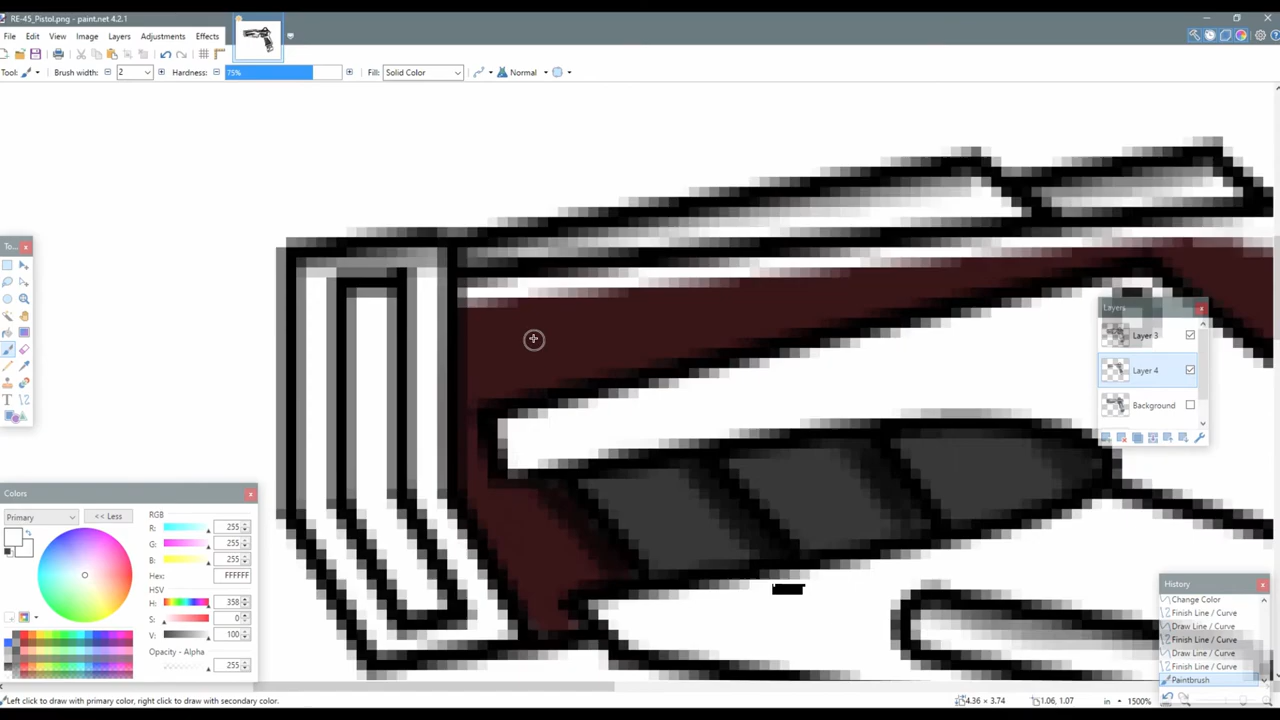 RE-45_Pistol.png - paint.net 4.2.1
File Edit View Image Layers Adjustments Effects
Tool: Brush width: 2 Hardness: 75% Fill: Solid Color Normal
To...
Layers
Layer 3
Layer 4
Background
Colors
Primary << Less
RGB
R: 255
G: 255
B: 255
Hex: FFFFFF
HSV
H: 358
S: 0
V: 100
Opacity - Alpha
255
History
Change Color
Finish Line / Curve
Draw Line / Curve
Finish Line / Curve
Draw Line / Curve
Finish Line / Curve
Paintbrush
Left click to draw with primary color, right click to draw with secondary color. 4.36 × 3.74 1.06, 1.07 in 1500%